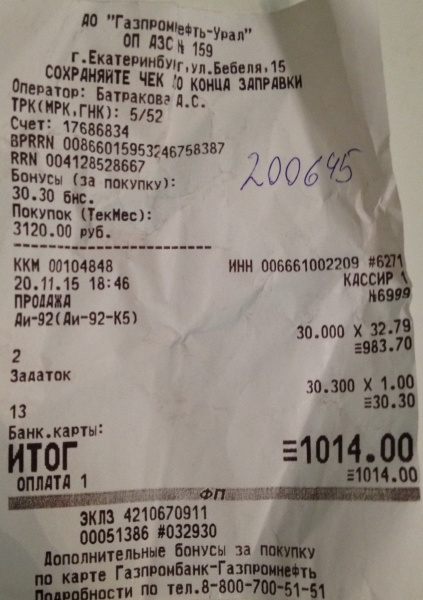 АО "Газпромнефть-Урал"
ОП АЗС № 159
г.Екатеринбург,ул.Бебеля,15
СОХРАНЯЙТЕ ЧЕК ДО КОНЦА ЗАПРАВКИ
Оператор: Батракова А.С.
ТРК(МРК,ГНК): 5/52
Счет: 17686834
BPRRN 00866015953246758387
RRN 004128528667
200645
Бонусы (за покупку):
30.30 бнс.
Покупок (ТекМес):
3120.00 руб.
ККМ 00104848 ИНН 006661002209 #6271
20.11.15 18:46 КАССИР 1
ПРОДАЖА №6999
Аи-92(Аи-92-К5)
30.000 X 32.79
2 ≡983.70
Задаток
30.300 X 1.00
13 ≡30.30
Банк.карты:
ИТОГ ≡1014.00
ОПЛАТА 1 ≡1014.00
ФП
ЭКЛЗ 4210670911
00051386 #032930
Дополнительные бонусы за покупку
по карте Газпромбанк-Газпромнефть
Подробности по тел.8-800-700-51-51